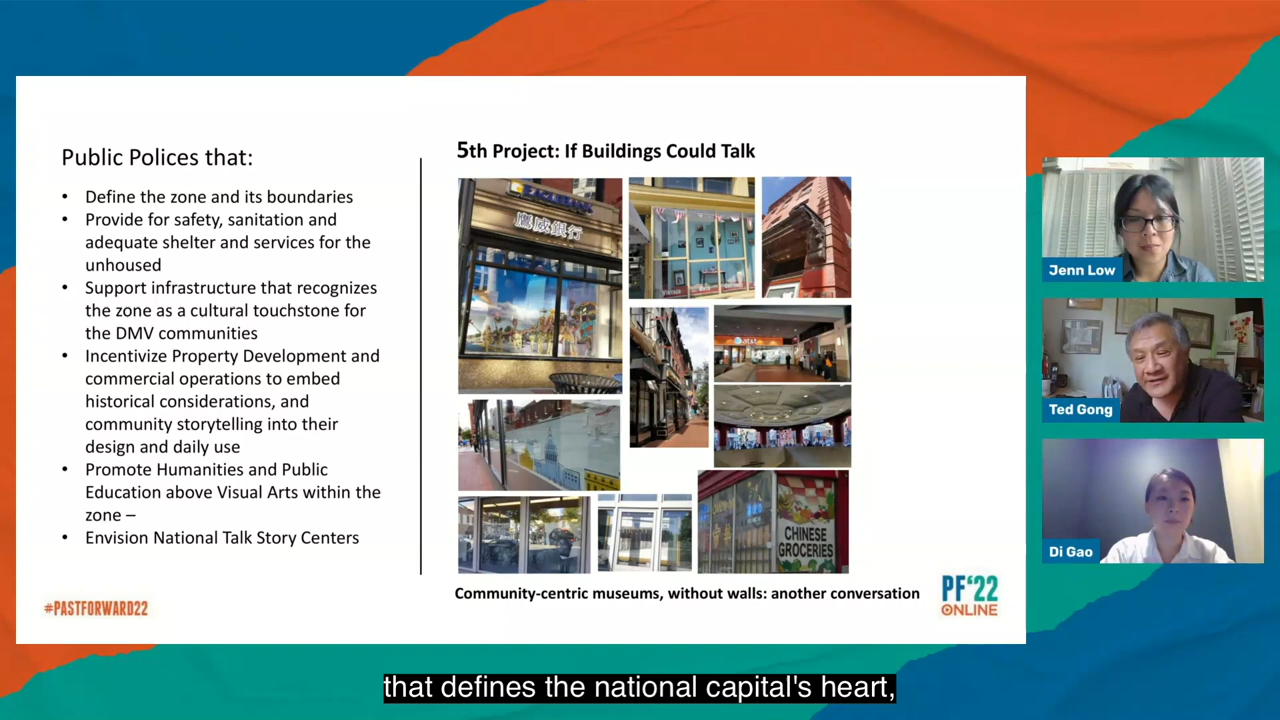 Public Polices that:
• Define the zone and its boundaries
• Provide for safety, sanitation and
adequate shelter and services for the
unhoused
• Support infrastructure that recognizes
the zone as a cultural touchstone for
the DMV communities
• Incentivize Property Development and
commercial operations to embed
historical considerations, and
community storytelling into their
design and daily use
• Promote Humanities and Public
Education above Visual Arts within the
zone –
• Envision National Talk Story Centers
#PASTFORWARD22
5th Project: If Buildings Could Talk
鷹威銀行
at&t
CHINESE
GROCERIES
Community-centric museums, without walls: another conversation
PF'22
ONLINE
Jenn Low
Ted Gong
Di Gao
that defines the national capital's heart,